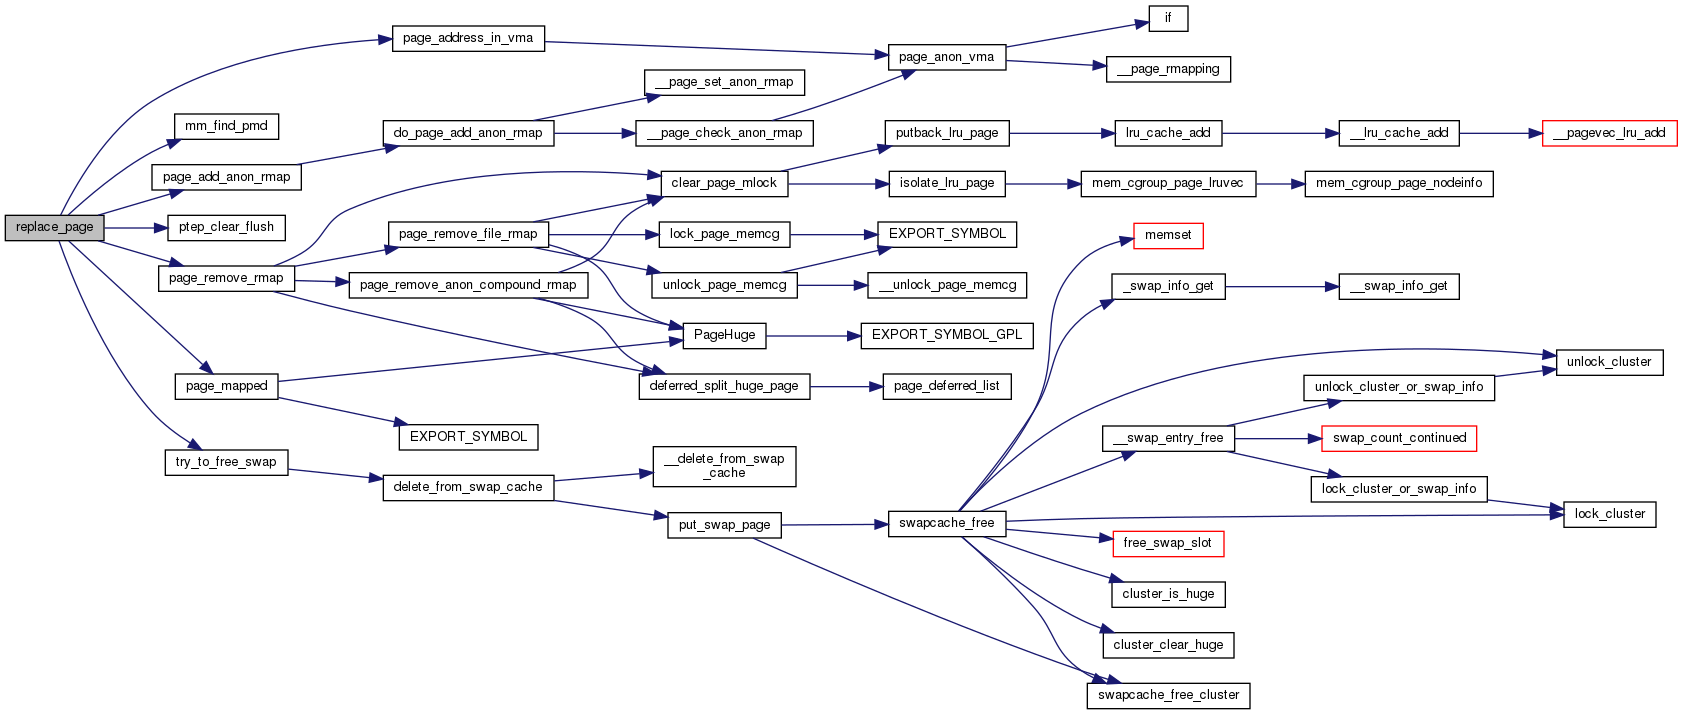 if
page_address_in_vma
page_anon_vma
__page_rmapping
__page_set_anon_rmap
mm_find_pmd
do_page_add_anon_rmap
__page_check_anon_rmap
putback_lru_page
lru_cache_add
__lru_cache_add
__pagevec_lru_add
page_add_anon_rmap
clear_page_mlock
isolate_lru_page
mem_cgroup_page_lruvec
mem_cgroup_page_nodeinfo
replace_page
ptep_clear_flush
page_remove_file_rmap
lock_page_memcg
EXPORT_SYMBOL
memset
page_remove_rmap
page_remove_anon_compound_rmap
unlock_page_memcg
__unlock_page_memcg
_swap_info_get
__swap_info_get
PageHuge
EXPORT_SYMBOL_GPL
unlock_cluster
page_mapped
deferred_split_huge_page
page_deferred_list
unlock_cluster_or_swap_info
EXPORT_SYMBOL
__swap_entry_free
swap_count_continued
try_to_free_swap
__delete_from_swap
_cache
delete_from_swap_cache
lock_cluster_or_swap_info
put_swap_page
swapcache_free
lock_cluster
free_swap_slot
cluster_is_huge
cluster_clear_huge
swapcache_free_cluster